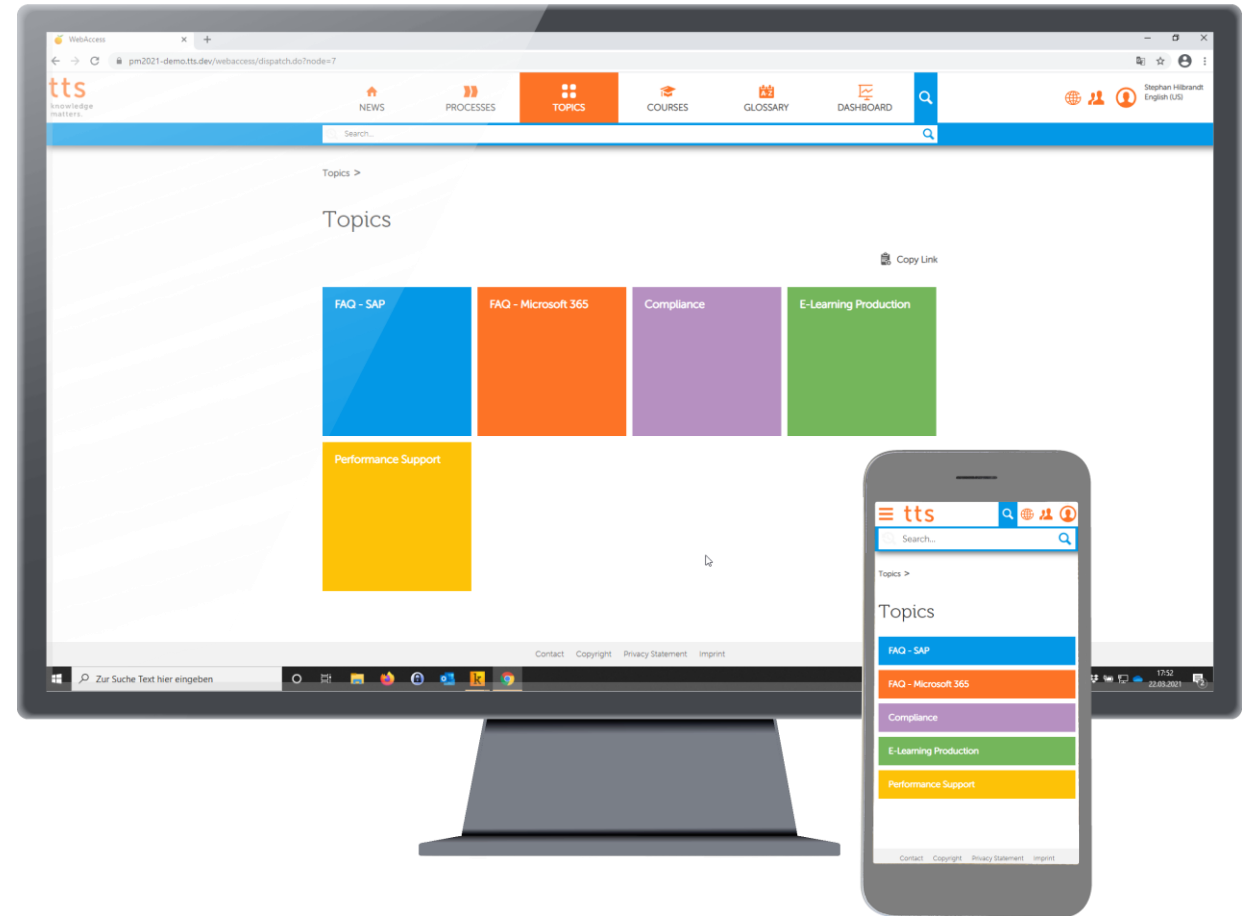 WebAccess
pm2021-demo.tts.dev/webaccess/dispatch.do?node=7
tts
knowledge
matters.
NEWS
PROCESSES
TOPICS
COURSES
GLOSSARY
DASHBOARD
Stephan Hilbrandt
English (US)
Search...
Topics >
Topics
Copy Link
FAQ - SAP
FAQ - Microsoft 365
Compliance
E-Learning Production
Performance Support
Contact Copyright Privacy Statement Imprint
Zur Suche Text hier eingeben
17:52
22.03.2021
2
tts
Search...
Topics >
Topics
FAQ - SAP
FAQ - Microsoft 365
Compliance
E-Learning Production
Performance Support
Contact Copyright Privacy Statement Imprint